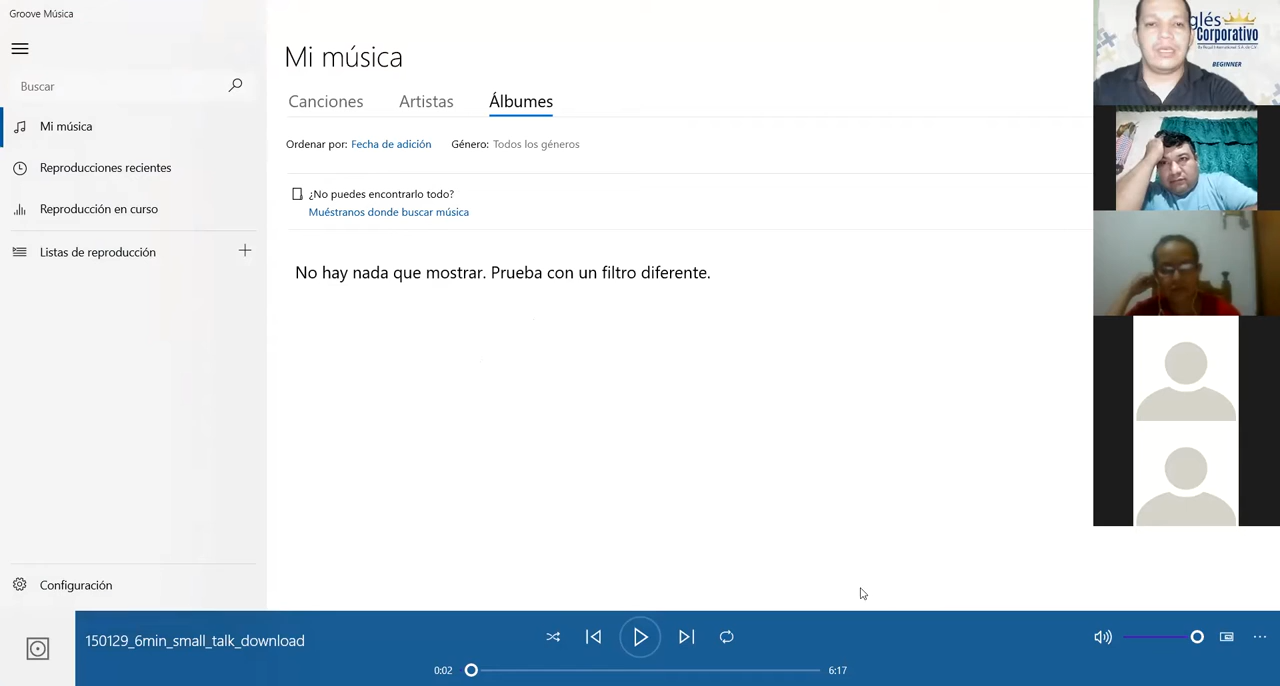 Groove Música
Buscar
Mi música
Reproducciones recientes
Reproducción en curso
Listas de reproducción
Configuración
Mi música
Canciones Artistas Álbumes
Ordenar por: Fecha de adición Género: Todos los géneros
¿No puedes encontrarlo todo?
Muéstranos donde buscar música
No hay nada que mostrar. Prueba con un filtro diferente.
glés
Corporativo
BEGINNER
150129_6min_small_talk_download
0:02 6:17